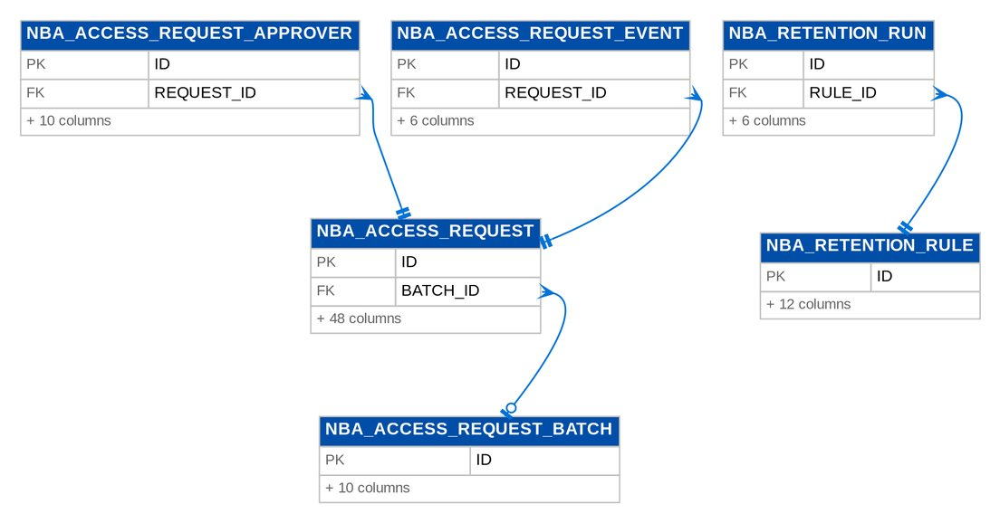 NBA_ACCESS_REQUEST_APPROVER
PK ID
FK REQUEST_ID
+ 10 columns
NBA_ACCESS_REQUEST_EVENT
PK ID
FK REQUEST_ID
+ 6 columns
NBA_RETENTION_RUN
PK ID
FK RULE_ID
+ 6 columns
NBA_ACCESS_REQUEST
PK ID
FK BATCH_ID
+ 48 columns
NBA_RETENTION_RULE
PK ID
+ 12 columns
NBA_ACCESS_REQUEST_BATCH
PK ID
+ 10 columns